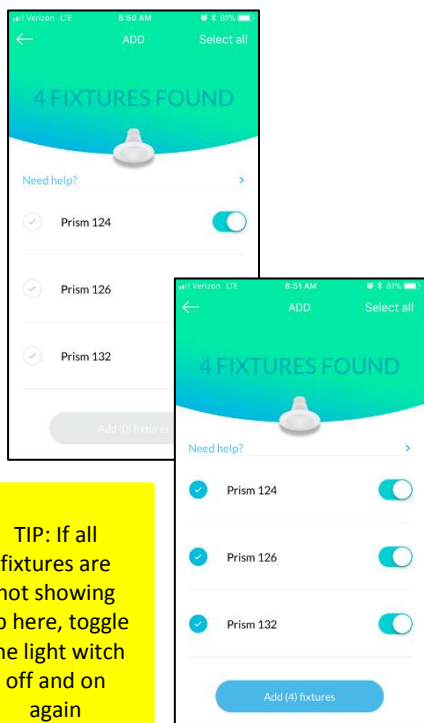 Verizon LTE 8:50 AM 81%
ADD Select all
4 FIXTURES FOUND
Need help? >
Prism 124
Prism 126
Prism 132
Add (0) fixtures
Verizon LTE 8:51 AM 81%
ADD Select all
4 FIXTURES FOUND
Need help? >
Prism 124
Prism 126
Prism 132
Add (4) fixtures
TIP: If all
fixtures are
not showing
p here, toggle
he light witch
off and on
again